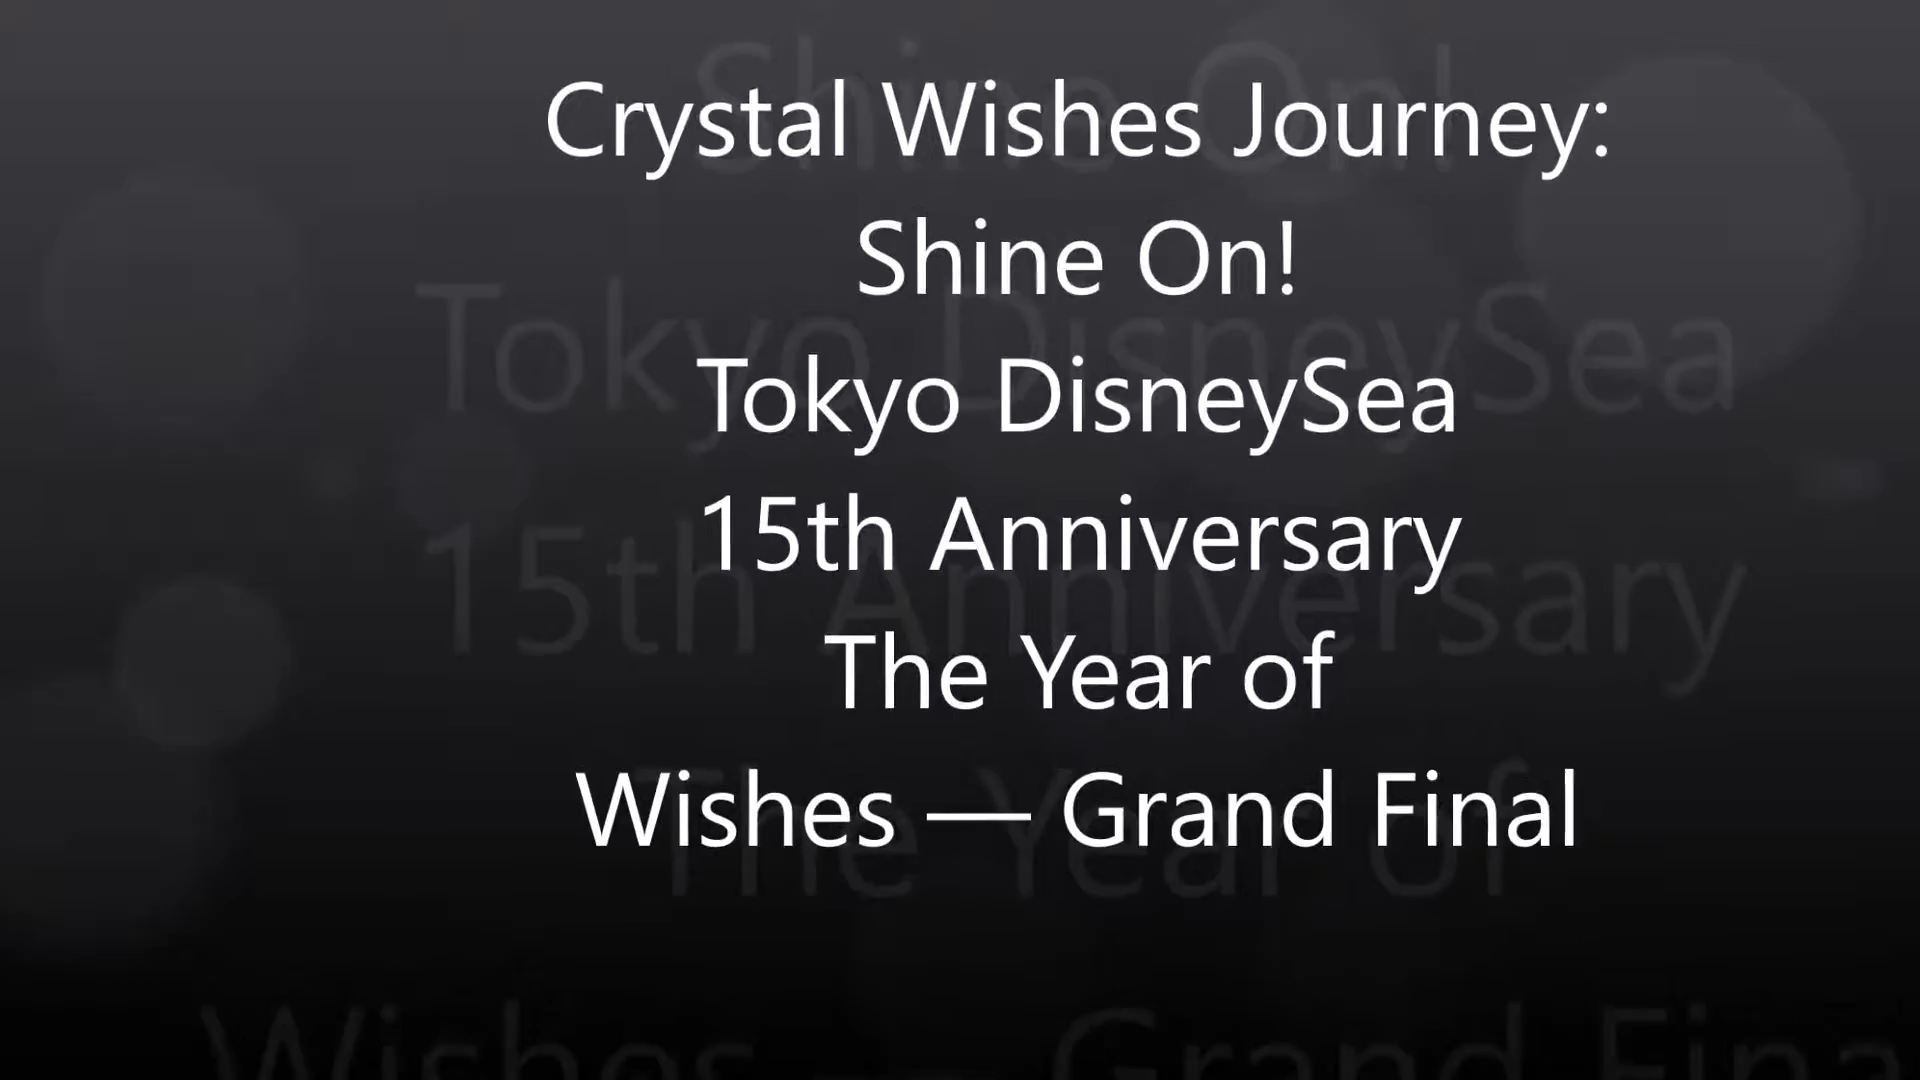 Crystal Wishes Journey:
Shine On!
Tokyo DisneySea
15th Anniversary
The Year of
Wishes — Grand Final